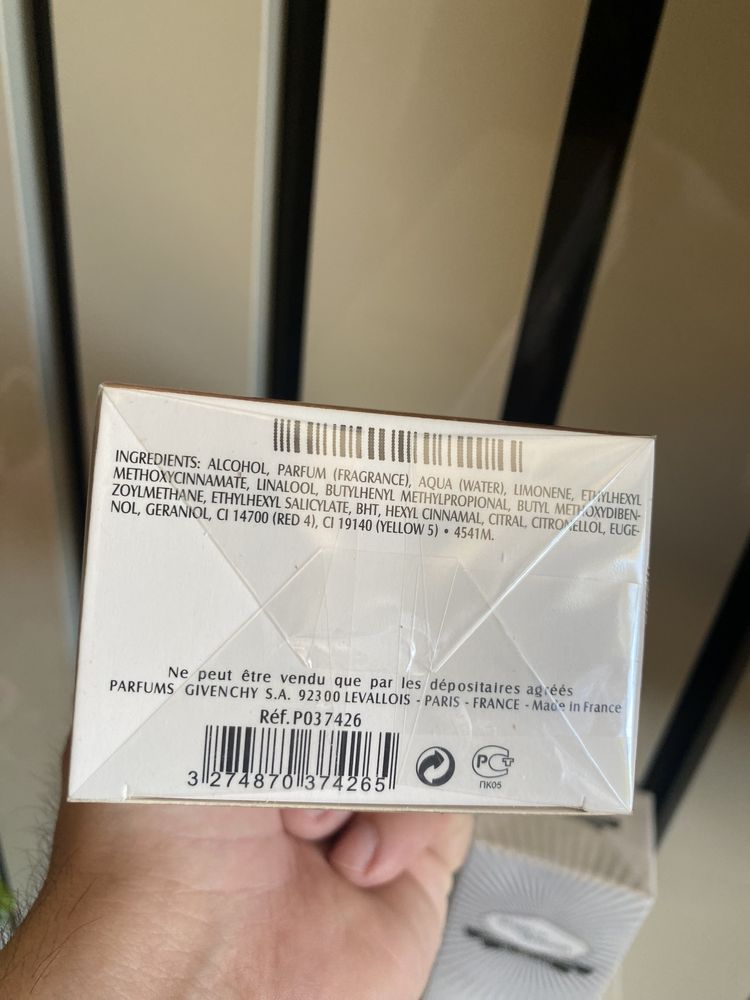 INGREDIENTS: ALCOHOL, PARFUM (FRAGRANCE), AQUA (WATER), LIMONENE, ETHYLHEXYL
METHOXYCINNAMATE, LINALOOL, BUTYLHENYL METHYLPROPIONAL, BUTYL METHOXYDIBEN-
ZOYLMETHANE, ETHYLHEXYL SALICYLATE, BHT, HEXYL CINNAMAL, CITRAL, CITRONELLOL, EUGE-
NOL, GERANIOL, CI 14700 (RED 4), CI 19140 (YELLOW 5) • 4541M.
Ne peut être vendu que par les dépositaires agréés
PARFUMS GIVENCHY S.A. 92300 LEVALLOIS - PARIS - FRANCE - Made in France
Réf. P037426
3 274870 374265
РСТ
ПК05